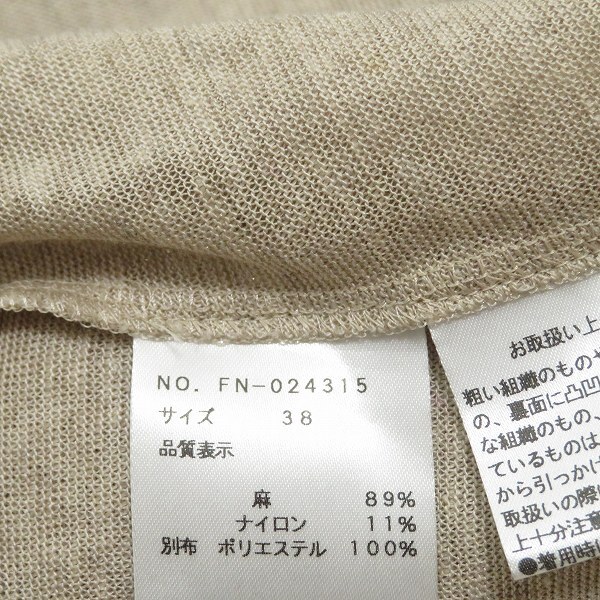 NO. FN-024315
サイズ 38
品質表示
麻 89%
ナイロン 11%
別布 ポリエステル 100%
お取扱い上
粗い組織のものや
の、裏面に凸凹
な組織のもの、
ているものは
から引っかけ
取扱いの際
上十分注意
●着用時